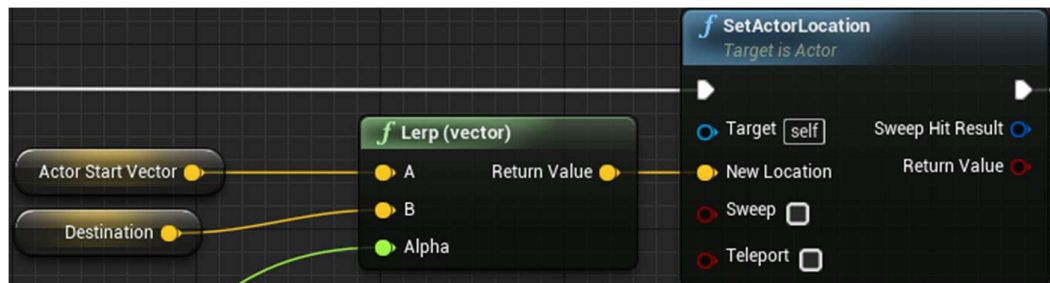 f SetActorLocation
Target is Actor
f Lerp (vector)
Target self
Sweep Hit Result
Actor Start Vector
A
Return Value
New Location
Return Value
Destination
B
Sweep
Alpha
Teleport